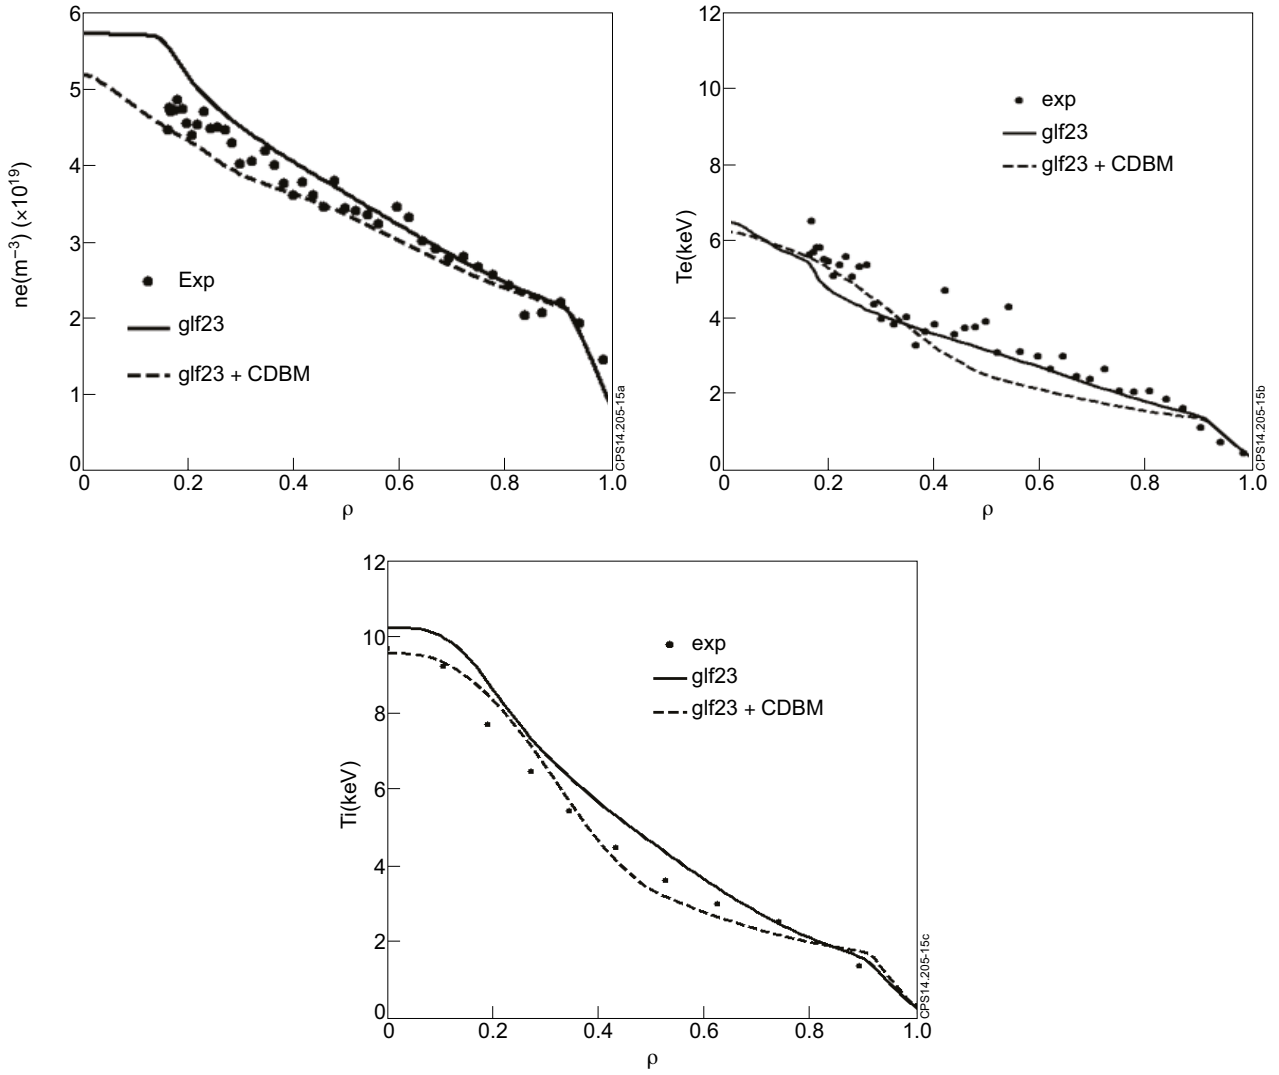 6
5
4
3
2
1
0
0
0.2
0.4
0.6
0.8
1.0
ne(m⁻³) (×10¹⁹)
ρ
Exp
glf23
glf23 + CDBM
CPS14.205-15a
12
10
8
6
4
2
0
0
0.2
0.4
0.6
0.8
1.0
Te(keV)
ρ
exp
glf23
glf23 + CDBM
CPS14.205-15b
12
10
8
6
4
2
0
0
0.2
0.4
0.6
0.8
1.0
Ti(keV)
ρ
exp
glf23
glf23 + CDBM
CPS14.205-15c